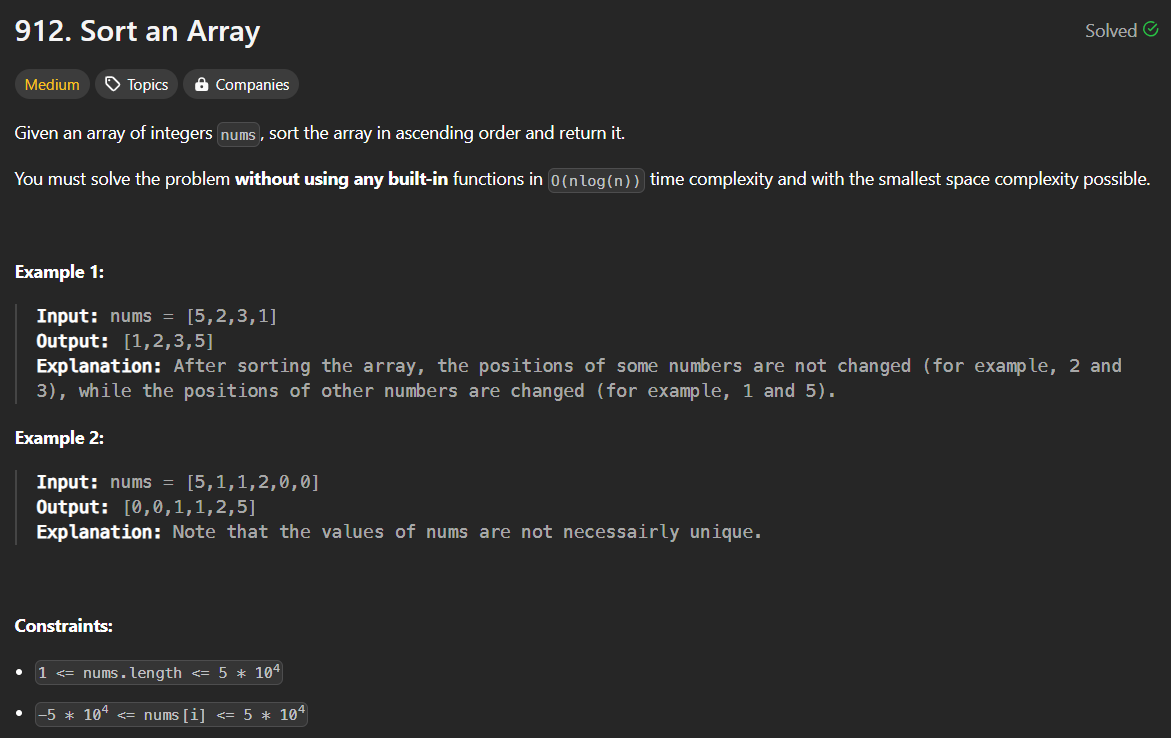 912. Sort an Array
Solved
Medium Topics Companies
Given an array of integers nums, sort the array in ascending order and return it.
You must solve the problem without using any built-in functions in O(nlog(n)) time complexity and with the smallest space complexity possible.
Example 1:
Input: nums = [5,2,3,1]
Output: [1,2,3,5]
Explanation: After sorting the array, the positions of some numbers are not changed (for example, 2 and
3), while the positions of other numbers are changed (for example, 1 and 5).
Example 2:
Input: nums = [5,1,1,2,0,0]
Output: [0,0,1,1,2,5]
Explanation: Note that the values of nums are not necessairly unique.
Constraints:
• 1 <= nums.length <= 5 * 10⁴
• -5 * 10⁴ <= nums[i] <= 5 * 10⁴